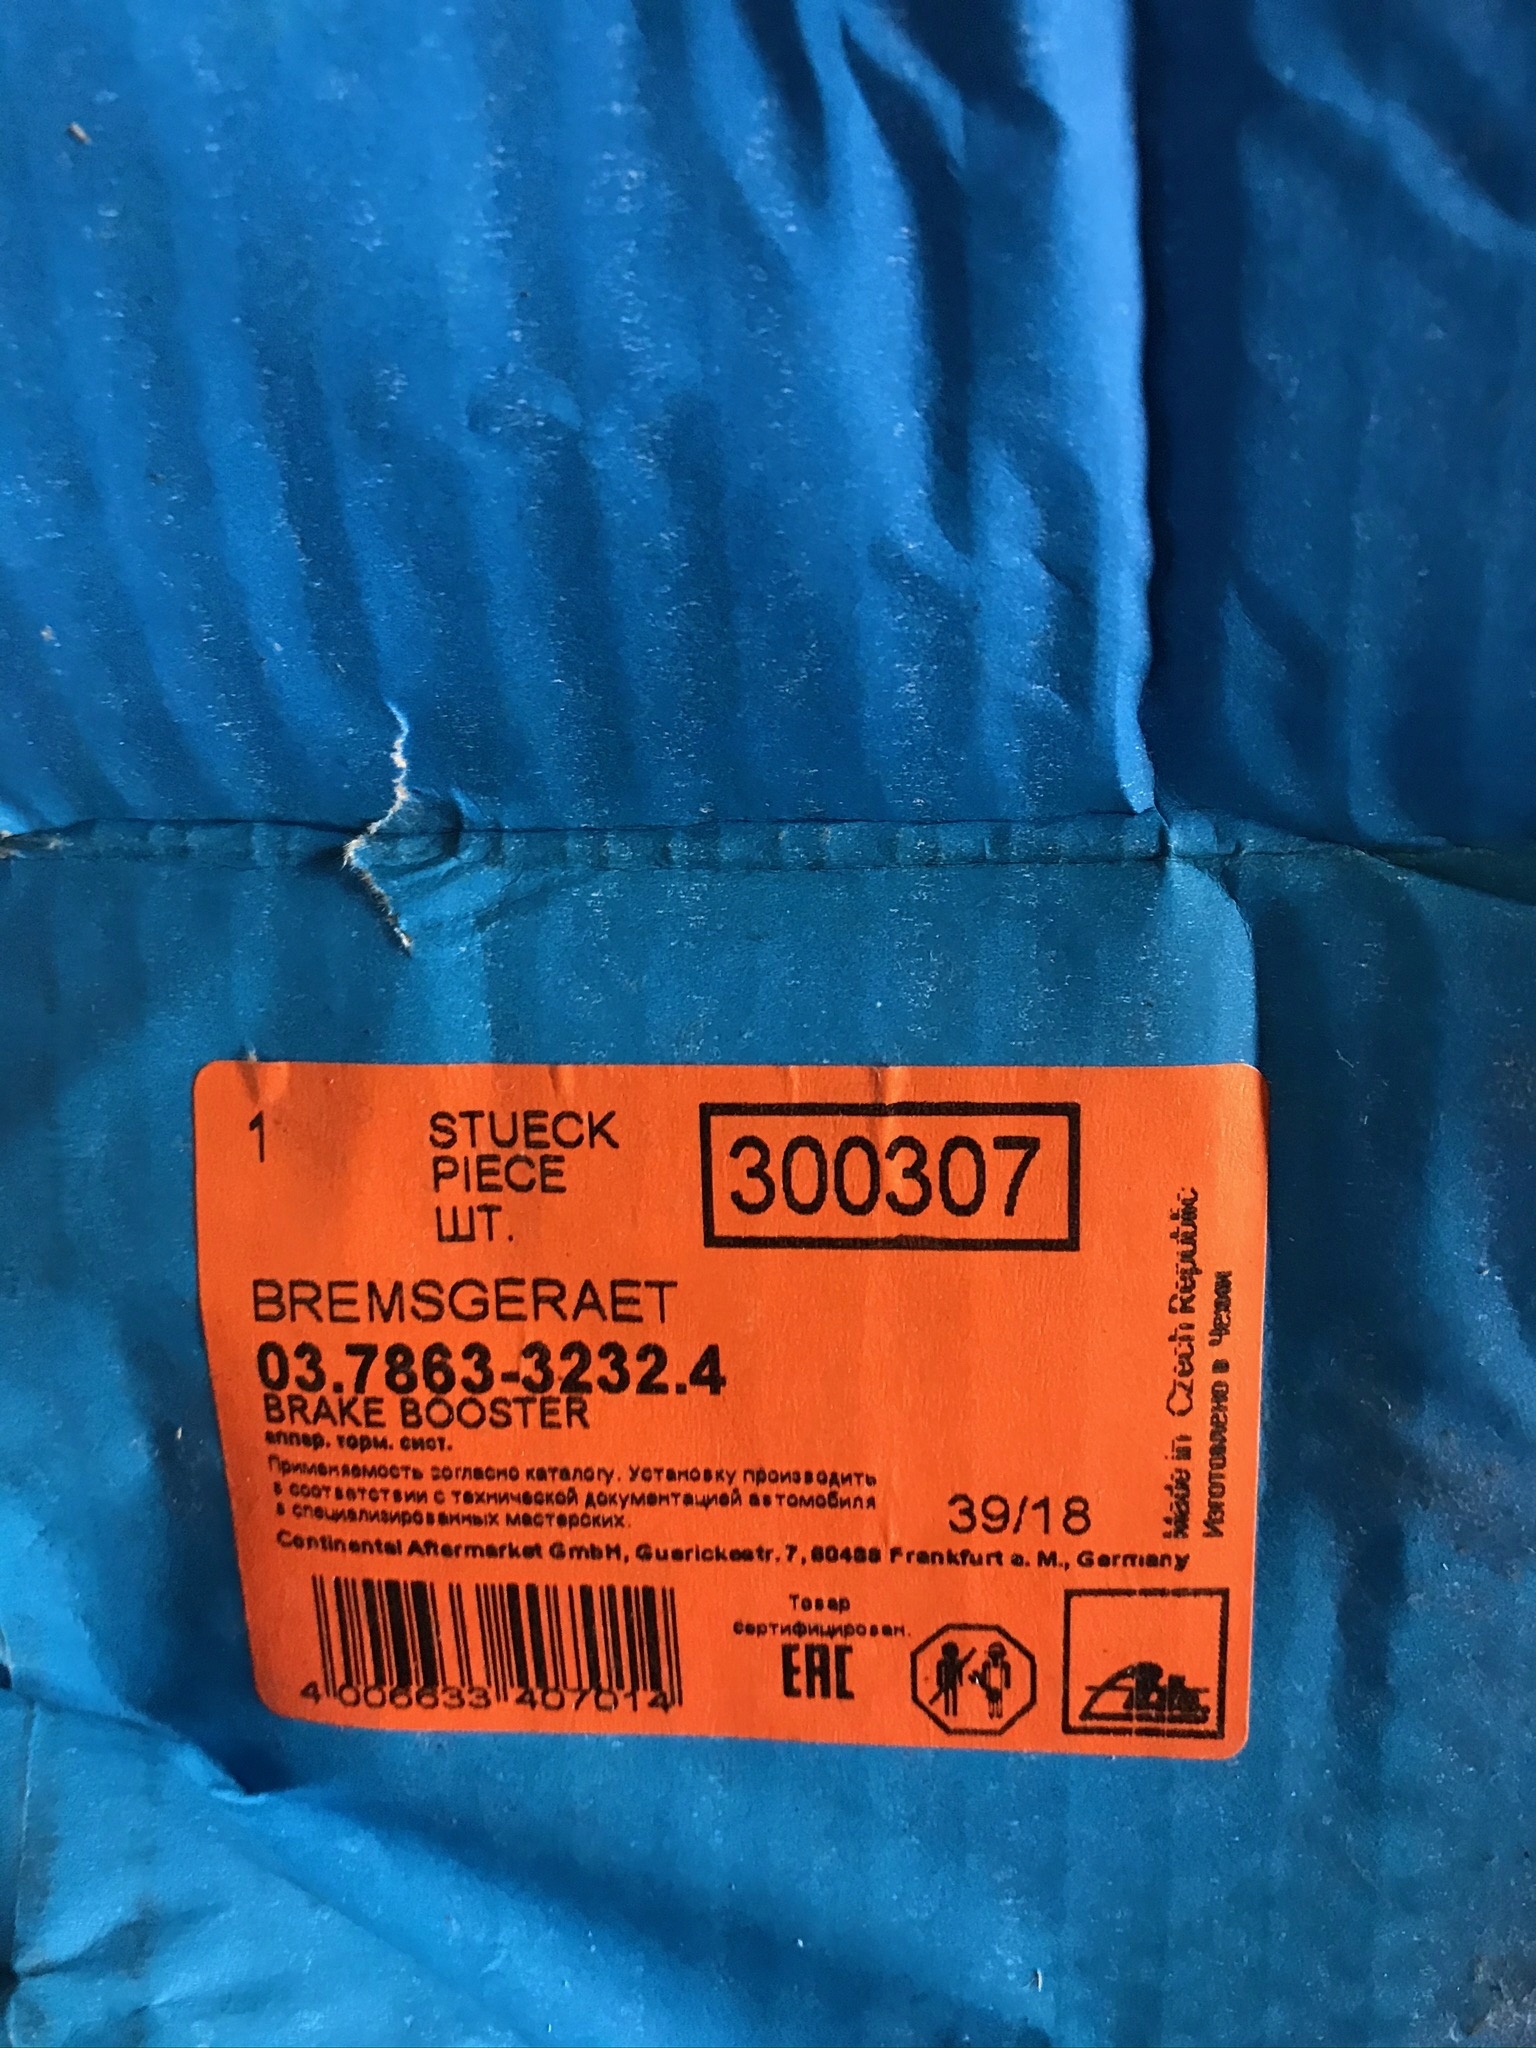 1
STUECK
PIECE
ШТ.
300307
BREMSGERAET
03.7863-3232.4
BRAKE BOOSTER
аппар. торм. сист.
Применяемость согласно каталогу. Установку производить
в соответствии с технической документацией автомобиля
в специализированных мастерских.
39/18
Continental Aftermarket GmbH, Guerickestr. 7, 60488 Frankfurt a. M., Germany
Made in Czech Republic
Изготовлено в Чехии
4 006633 407014
Товар
сертифицирован.
EAC